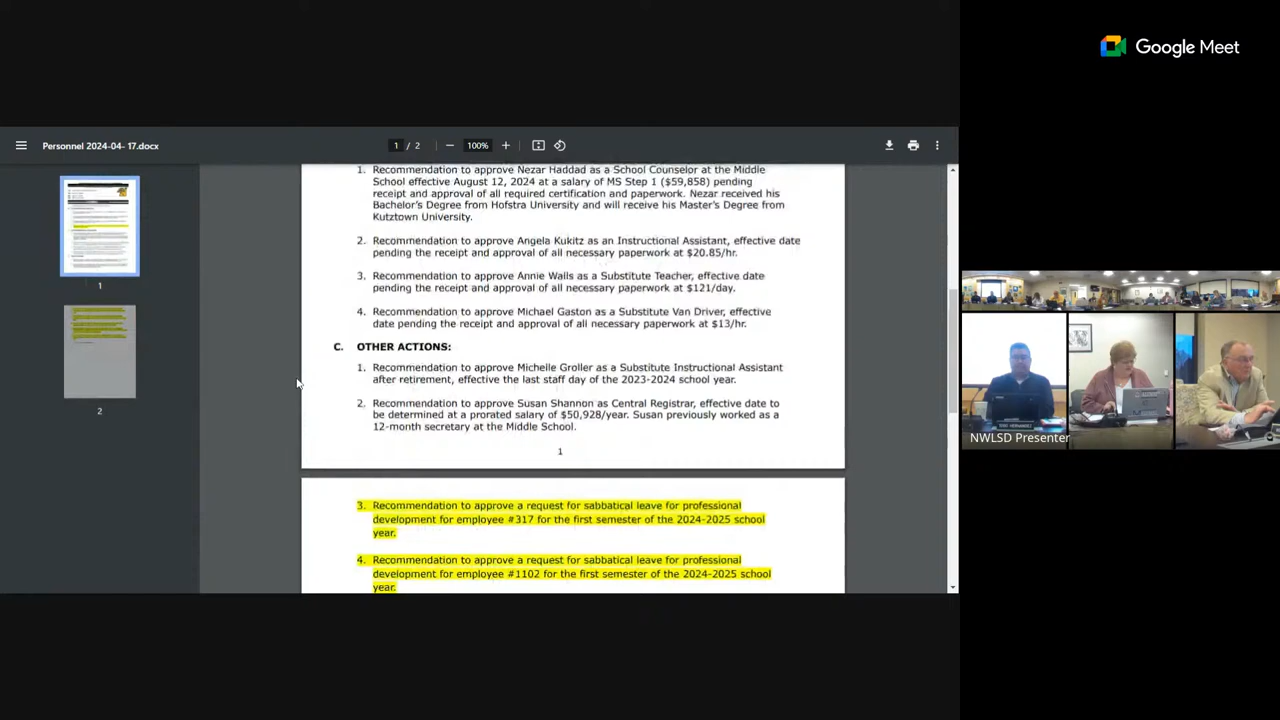 Google Meet
Personnel 2024-04- 17.docx
1 / 2
100%
1. Recommendation to approve Nezar Haddad as a School Counselor at the Middle
School effective August 12, 2024 at a salary of MS Step 1 ($59,858) pending
receipt and approval of all required certification and paperwork. Nezar received his
Bachelor's Degree from Hofstra University and will receive his Master's Degree from
Kutztown University.
2. Recommendation to approve Angela Kukitz as an Instructional Assistant, effective date
pending the receipt and approval of all necessary paperwork at $20.85/hr.
3. Recommendation to approve Annie Walls as a Substitute Teacher, effective date
pending the receipt and approval of all necessary paperwork at $121/day.
4. Recommendation to approve Michael Gaston as a Substitute Van Driver, effective
date pending the receipt and approval of all necessary paperwork at $13/hr.
C. OTHER ACTIONS:
1. Recommendation to approve Michelle Groller as a Substitute Instructional Assistant
after retirement, effective the last staff day of the 2023-2024 school year.
2. Recommendation to approve Susan Shannon as Central Registrar, effective date to
be determined at a prorated salary of $50,928/year. Susan previously worked as a
12-month secretary at the Middle School.
1
3. Recommendation to approve a request for sabbatical leave for professional
development for employee #317 for the first semester of the 2024-2025 school
year.
4. Recommendation to approve a request for sabbatical leave for professional
development for employee #1102 for the first semester of the 2024-2025 school
year.
1
2
NWLSD Presenter